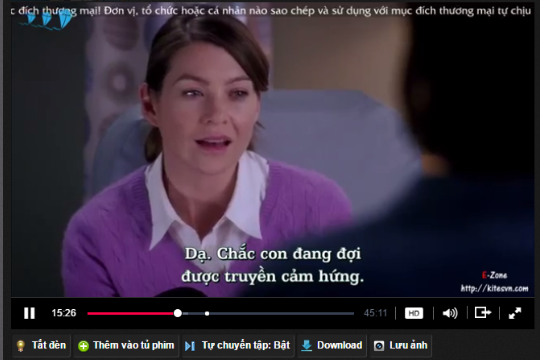 c đích thương mại! Đơn vị, tổ chức hoặc cá nhân nào sao chép và sử dụng với mục đích thương mại tự chịu
Dạ. Chắc con đang đợi
được truyền cảm hứng.
E-Zone
http://kitesvn.com
15:26
45:11
HD
Tắt đèn
Thêm vào tủ phim
Tự chuyển tập: Bật
Download
Lưu ảnh